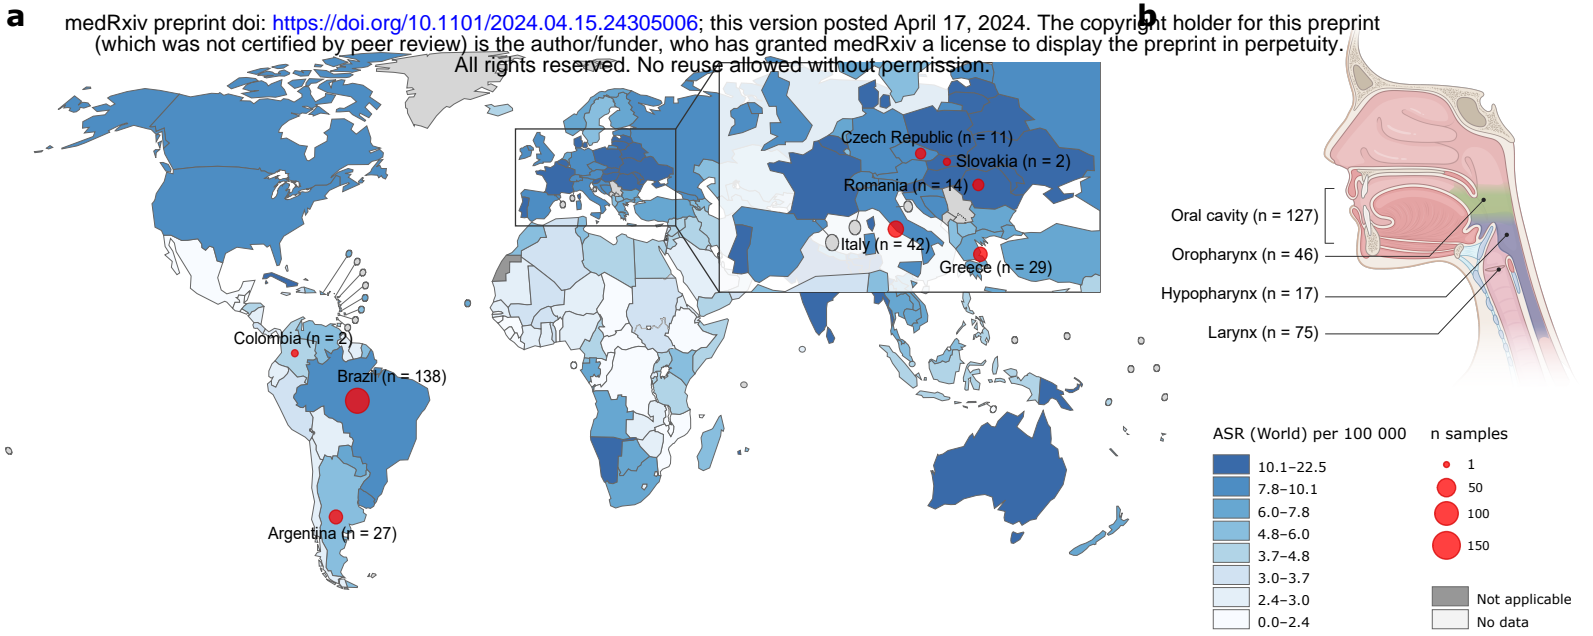 a
medRxiv preprint doi: https://doi.org/10.1101/2024.04.15.24305006; this version posted April 17, 2024. The copyright holder for this preprint
(which was not certified by peer review) is the author/funder, who has granted medRxiv a license to display the preprint in perpetuity.
All rights reserved. No reuse allowed without permission.
b
Czech Republic (n = 11)
Slovakia (n = 2)
Romania (n = 14)
Italy (n = 42)
Greece (n = 29)
Colombia (n = 2)
Brazil (n = 138)
Argentina (n = 27)
Oral cavity (n = 127)
Oropharynx (n = 46)
Hypopharynx (n = 17)
Larynx (n = 75)
ASR (World) per 100 000
10.1–22.5
7.8–10.1
6.0–7.8
4.8–6.0
3.7–4.8
3.0–3.7
2.4–3.0
0.0–2.4
n samples
1
50
100
150
Not applicable
No data